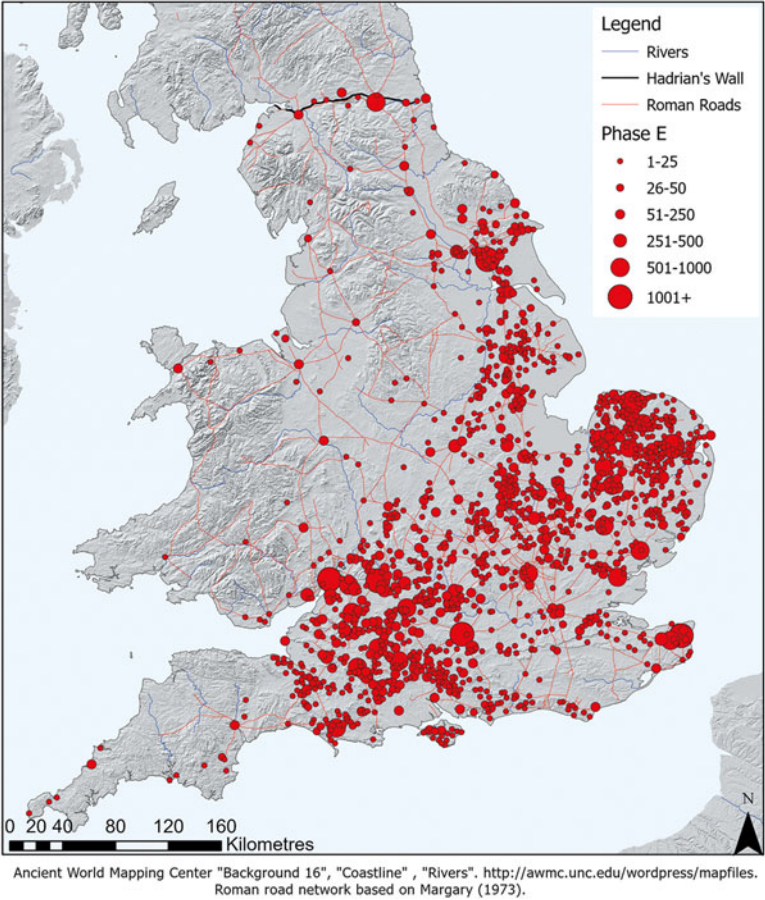 Legend
Rivers
Hadrian's Wall
Roman Roads
Phase E
1-25
26-50
51-250
251-500
501-1000
1001+
N
0 20 40 80 120 160
Kilometres
Ancient World Mapping Center "Background 16", "Coastline" , "Rivers". http://awmc.unc.edu/wordpress/mapfiles.
Roman road network based on Margary (1973).